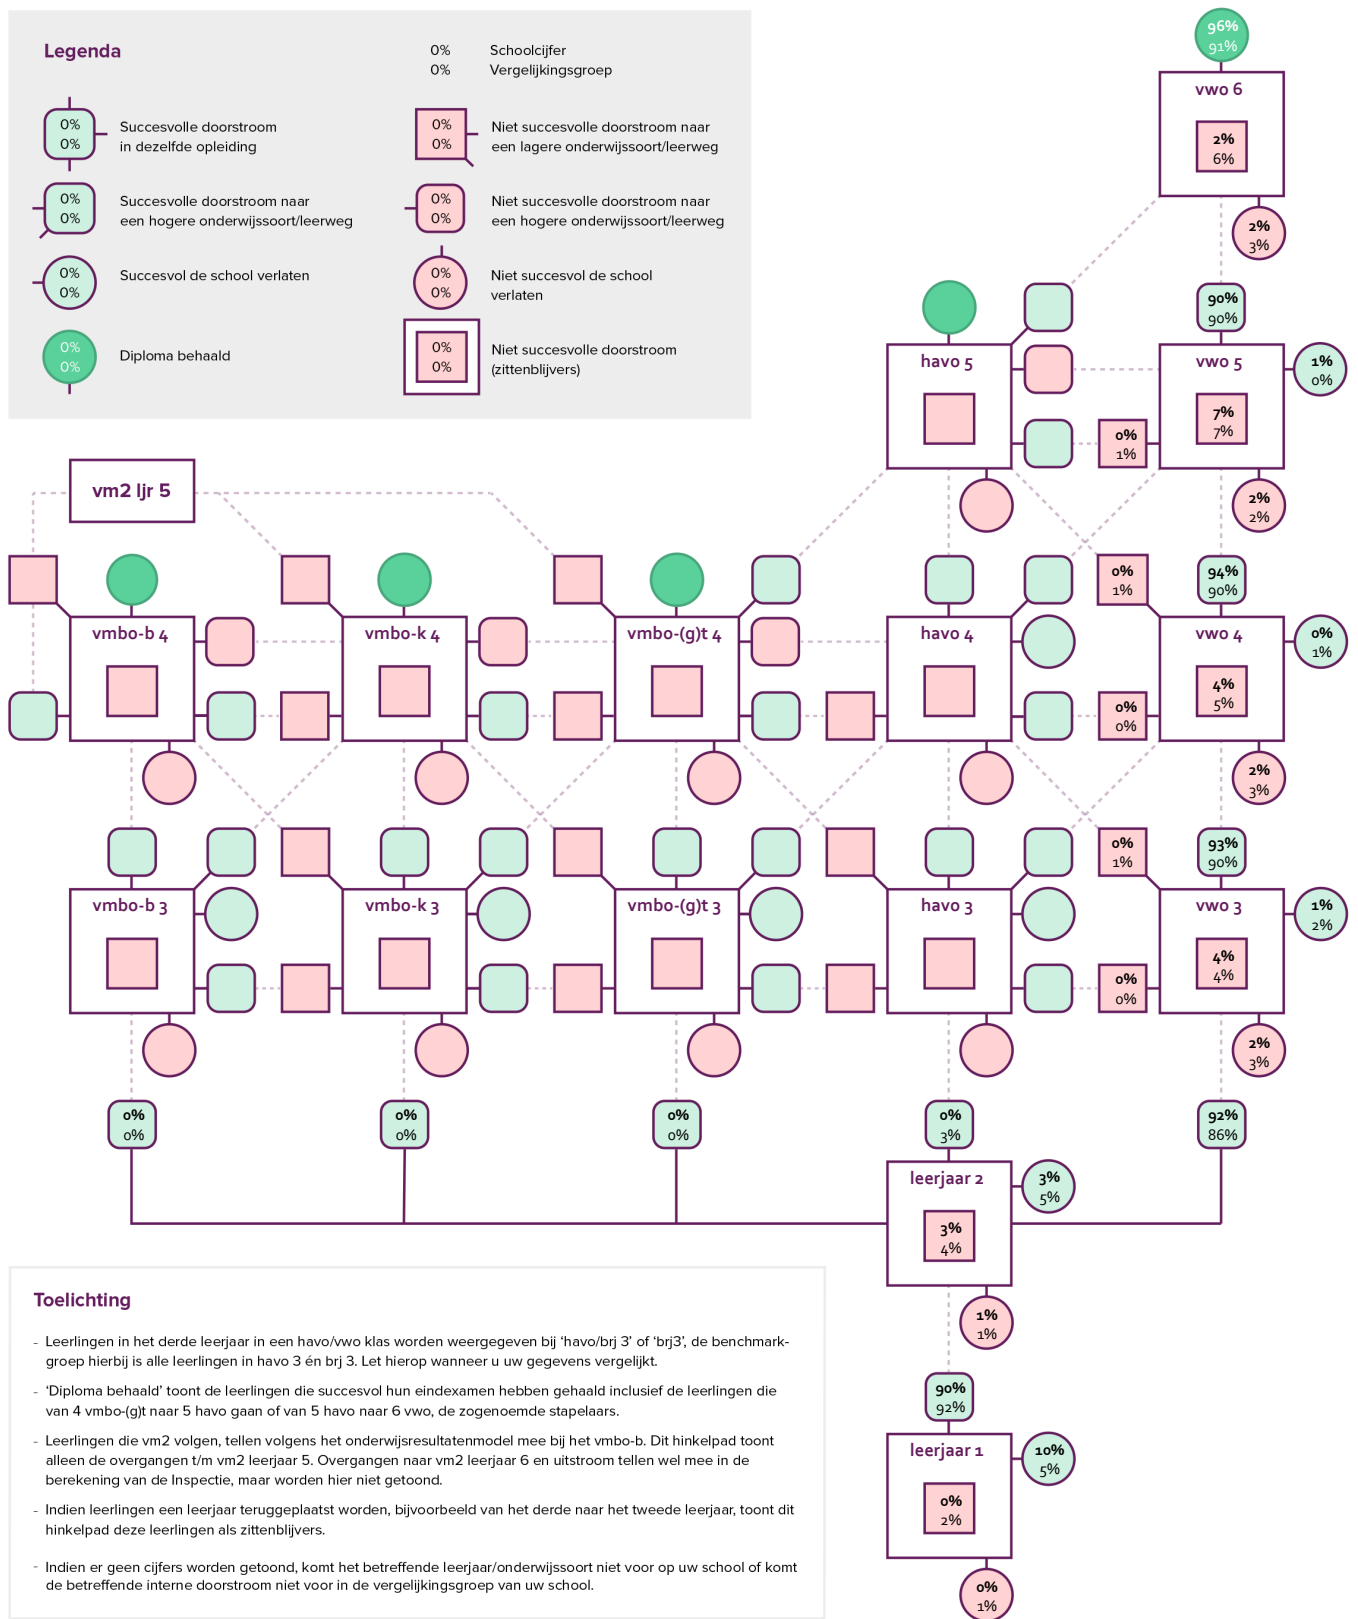 Legenda
0% Schoolcijfer
0% Vergelijkingsgroep
0%
0%
Succesvolle doorstroom
in dezelfde opleiding
0%
0%
Niet succesvolle doorstroom naar
een lagere onderwijssoort/leerweg
0%
0%
Succesvolle doorstroom naar
een hogere onderwijssoort/leerweg
0%
0%
Niet succesvolle doorstroom naar
een hogere onderwijssoort/leerweg
0%
0%
Succesvol de school verlaten
0%
0%
Niet succesvol de school
verlaten
0%
0%
Diploma behaald
0%
0%
Niet succesvolle doorstroom
(zittenblijvers)
96%
91%
vwo 6
2%
6%
2%
3%
90%
90%
havo 5
vwo 5
1%
0%
7%
7%
0%
1%
2%
2%
vm2 ljr 5
0%
1%
94%
90%
vmbo-b 4
vmbo-k 4
vmbo-(g)t 4
havo 4
vwo 4
0%
1%
4%
5%
0%
0%
2%
3%
0%
1%
93%
90%
vmbo-b 3
vmbo-k 3
vmbo-(g)t 3
havo 3
vwo 3
1%
2%
4%
4%
0%
0%
2%
3%
0%
0%
0%
0%
0%
0%
0%
3%
92%
86%
leerjaar 2
3%
5%
3%
4%
1%
1%
90%
92%
leerjaar 1
10%
5%
0%
2%
0%
1%
Toelichting
- Leerlingen in het derde leerjaar in een havo/vwo klas worden weergegeven bij ‘havo/brj 3’ of ‘brj3’, de benchmark-
groep hierbij is alle leerlingen in havo 3 én brj 3. Let hierop wanneer u uw gegevens vergelijkt.
- ‘Diploma behaald’ toont de leerlingen die succesvol hun eindexamen hebben gehaald inclusief de leerlingen die
van 4 vmbo-(g)t naar 5 havo gaan of van 5 havo naar 6 vwo, de zogenoemde stapelaars.
- Leerlingen die vm2 volgen, tellen volgens het onderwijsresultatenmodel mee bij het vmbo-b. Dit hinkelpad toont
alleen de overgangen t/m vm2 leerjaar 5. Overgangen naar vm2 leerjaar 6 en uitstroom tellen wel mee in de
berekening van de Inspectie, maar worden hier niet getoond.
- Indien leerlingen een leerjaar teruggeplaatst worden, bijvoorbeeld van het derde naar het tweede leerjaar, toont dit
hinkelpad deze leerlingen als zittenblijvers.
- Indien er geen cijfers worden getoond, komt het betreffende leerjaar/onderwijssoort niet voor op uw school of komt
de betreffende interne doorstroom niet voor in de vergelijkingsgroep van uw school.